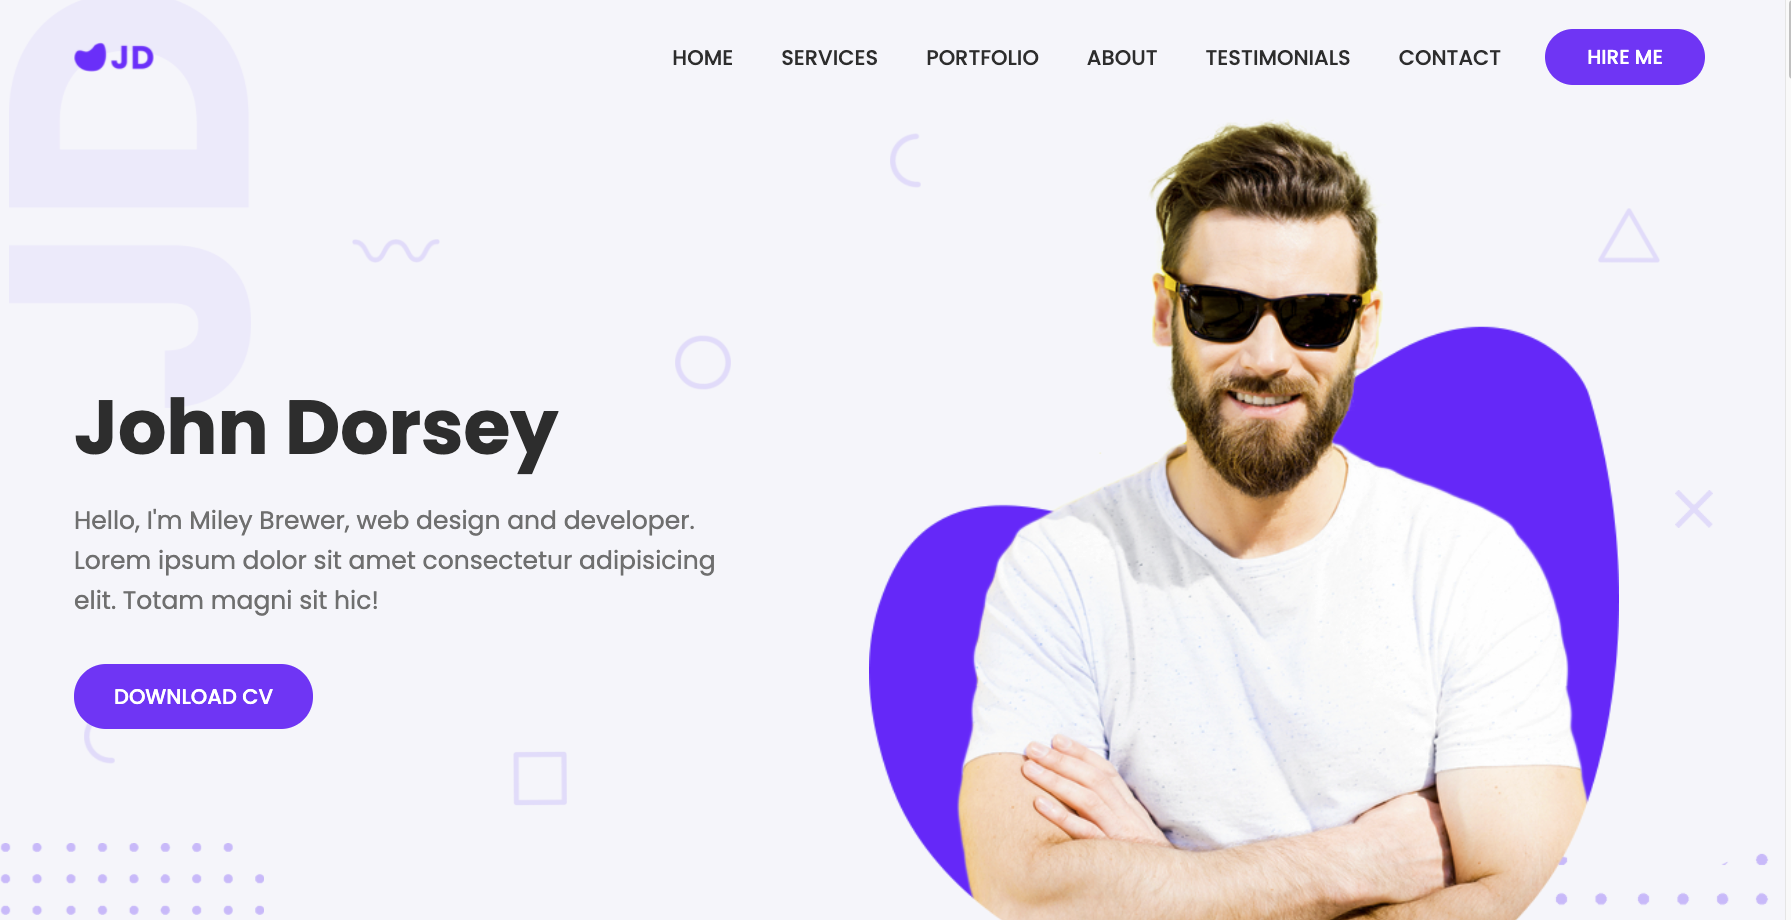 JD
JD
HOME SERVICES PORTFOLIO ABOUT TESTIMONIALS CONTACT HIRE ME
John Dorsey
Hello, I'm Miley Brewer, web design and developer.
Lorem ipsum dolor sit amet consectetur adipisicing
elit. Totam magni sit hic!
DOWNLOAD CV